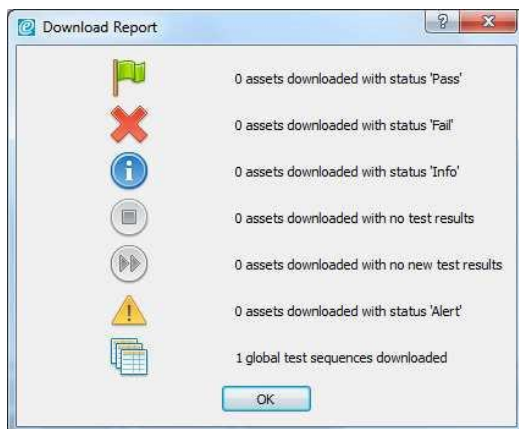 Download Report
0 assets downloaded with status 'Pass'
0 assets downloaded with status 'Fail'
0 assets downloaded with status 'Info'
0 assets downloaded with no test results
0 assets downloaded with no new test results
0 assets downloaded with status 'Alert'
1 global test sequences downloaded
OK